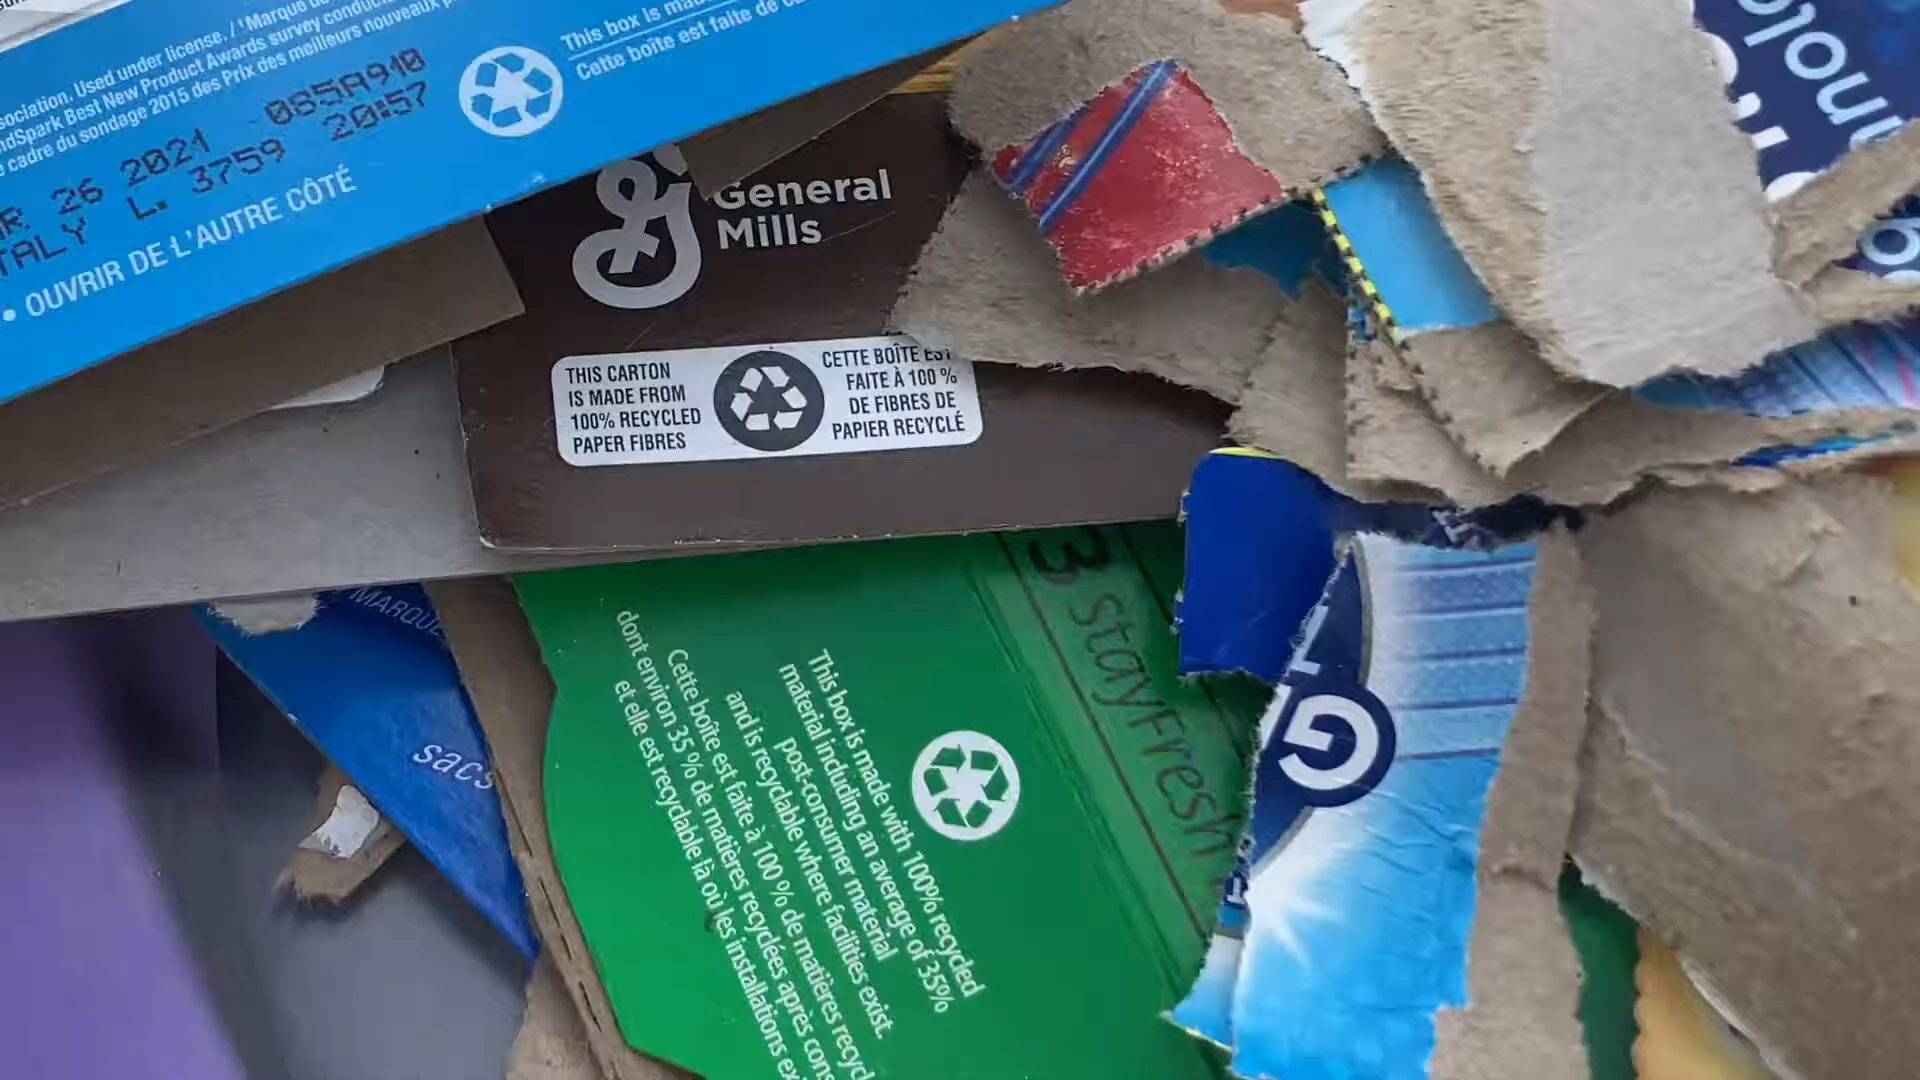 sociation. Used under license. / 'Marque de
ndSpark Best New Product Awards survey conduc
cadre du sondage 2015 des Prix des meilleurs nouveaux p
R 26 2021 085A910
TALY L. 3759 20:57
• OUVRIR DE L'AUTRE CÔTÉ
This box is ma
Cette boîte est faite de
General
Mills
THIS CARTON
IS MADE FROM
100% RECYCLED
PAPER FIBRES
CETTE BOÎTE EST
FAITE À 100 %
DE FIBRES DE
PAPIER RECYCLÉ
MARQUE
sacs
3 StayFresh
This box is made with 100% recycled
material including an average of 35%
post-consumer material
and is recyclable where facilities exist.
Cette boîte est faite à 100 % de matières recycl
dont environ 35 % de matières recyclées après cons
et elle est recyclable là où les installations exi
G